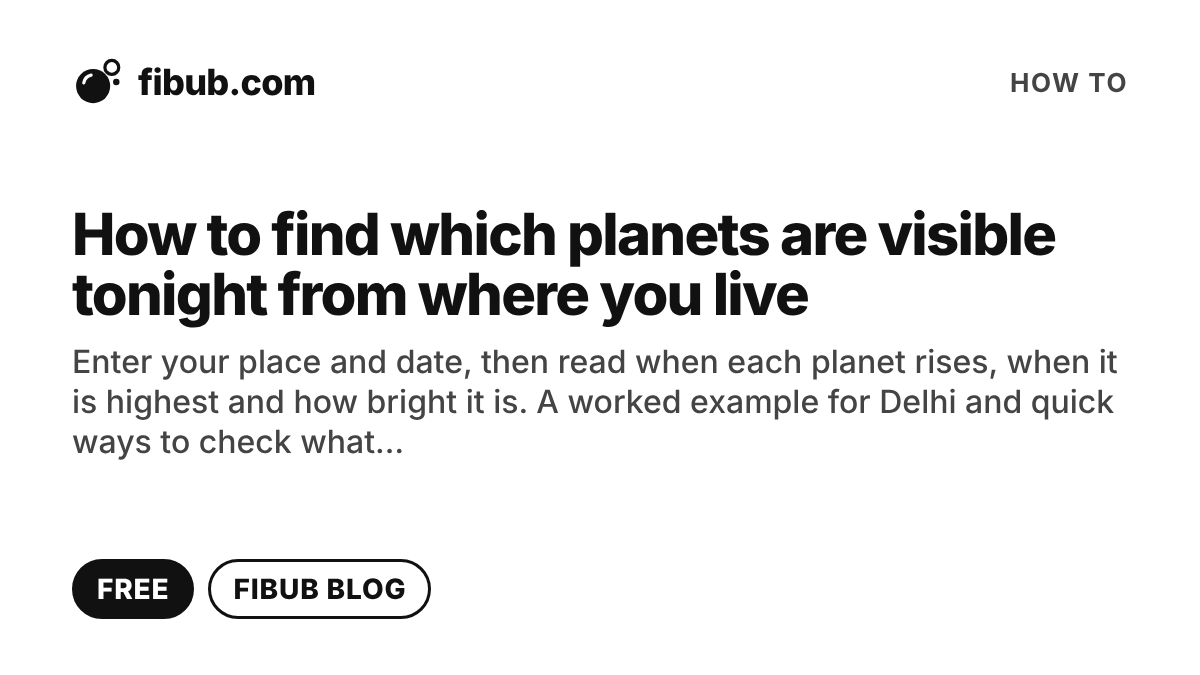 fibub.com
HOW TO
How to find which planets are visible
tonight from where you live
Enter your place and date, then read when each planet rises, when it
is highest and how bright it is. A worked example for Delhi and quick
ways to check what...
FREE
FIBUB BLOG